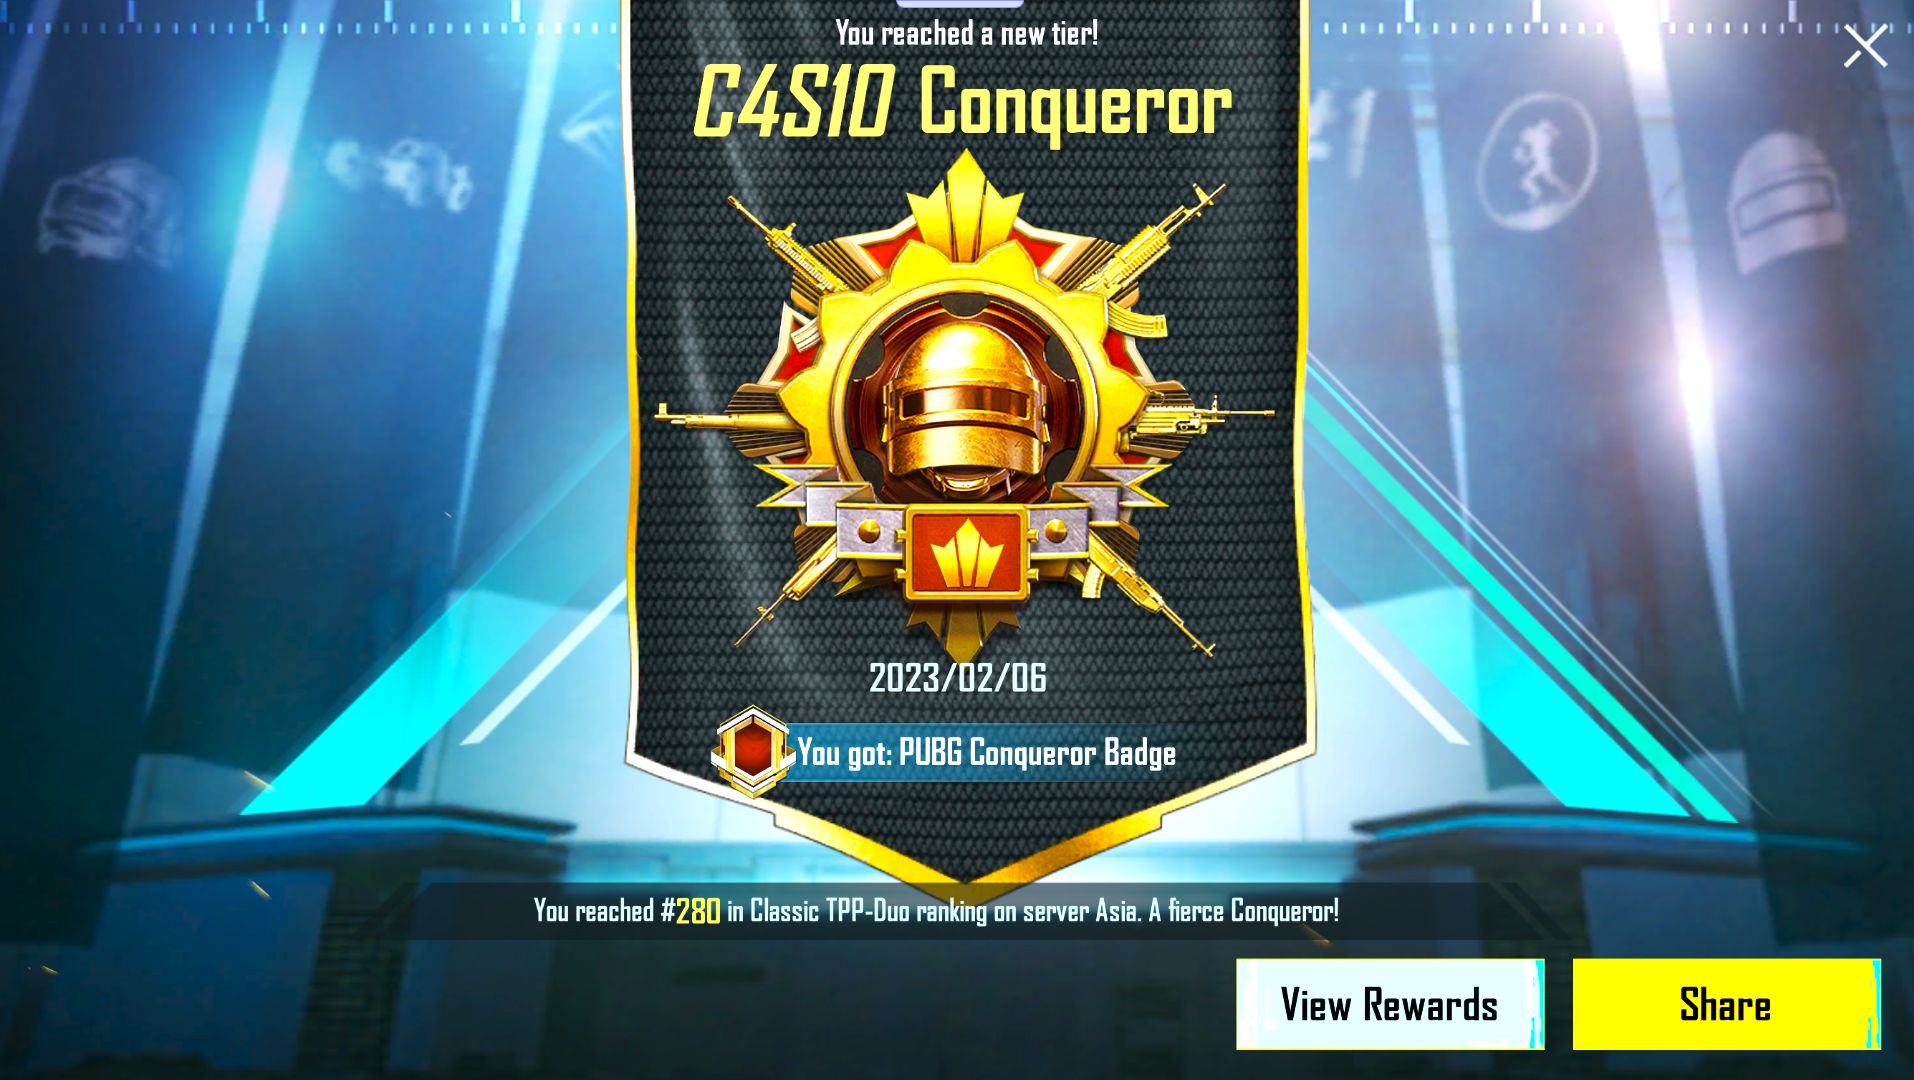 You reached a new tier!
C4S10 Conqueror
#1
2023/02/06
You got: PUBG Conqueror Badge
You reached #280 in Classic TPP-Duo ranking on server Asia. A fierce Conqueror!
View Rewards
Share